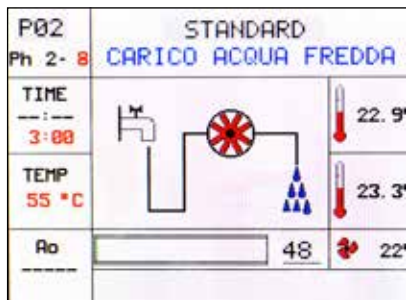 P02
STANDARD
Ph 2- 8
CARICO ACQUA FREDDA
TIME
--:--
3:00
22.9°
TEMP
55 °C
23.3°
Ao
-----
48
22°